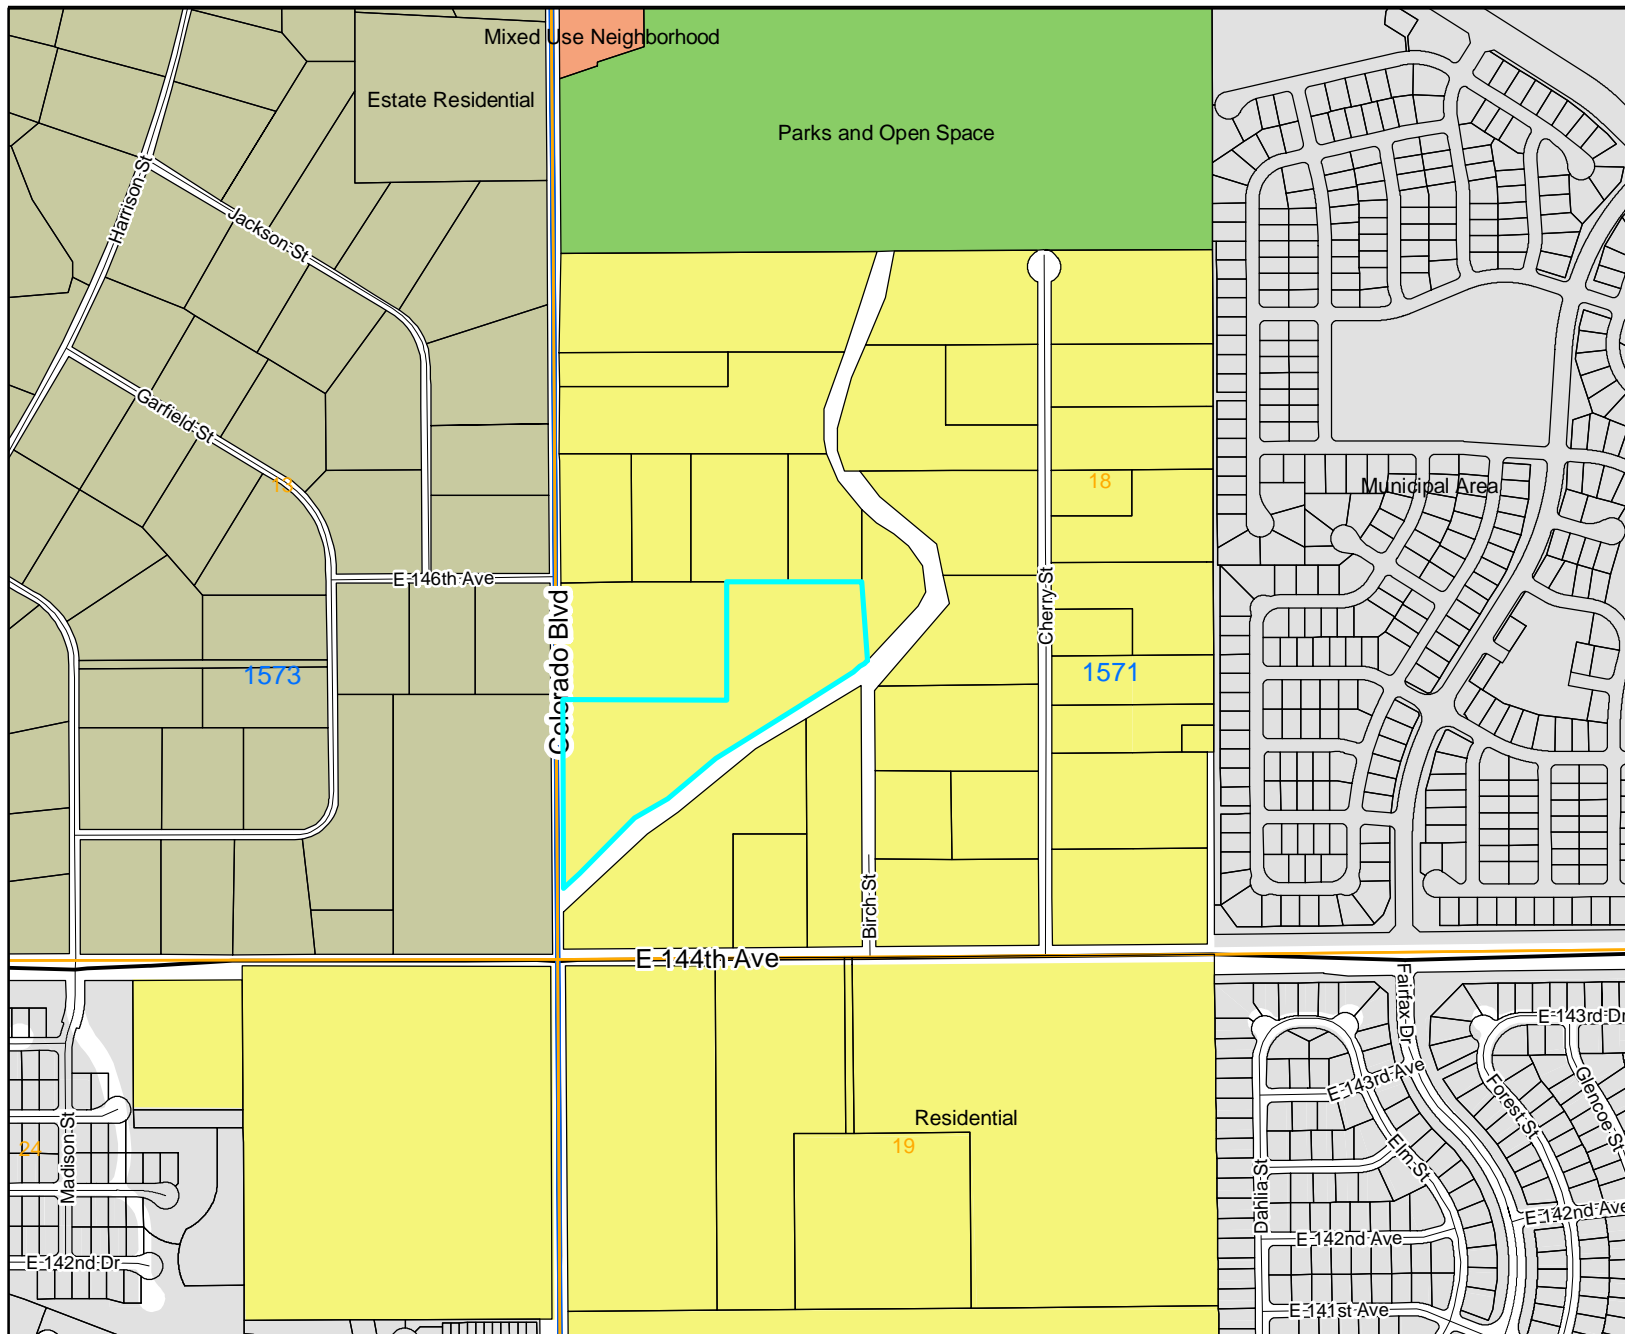 Mixed Use Neighborhood
Estate Residential
Parks and Open Space
Harrison St
Jackson St
Garfield St
13
18
Municipal Area
E 146th Ave
Colorado Blvd
Cherry St
1573
1571
Birch St
E 144th Ave
Fairfax Dr
E 143rd Dr
E 143rd Ave
Glencoe St
Forest St
Residential
19
24
Madison St
Elm St
Dahlia St
E 142nd Ave
E 142nd Ave
E 142nd Dr
E 141st Ave